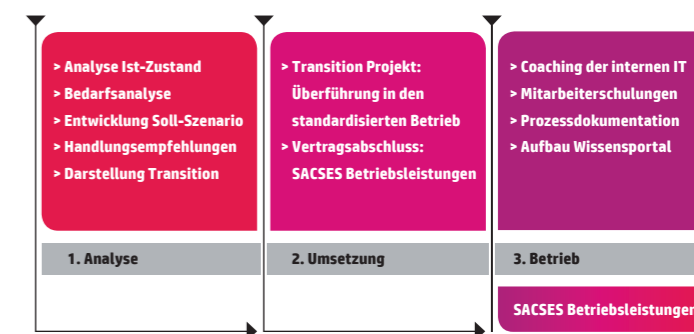 > Analyse Ist-Zustand
> Bedarfsanalyse
> Entwicklung Soll-Szenario
> Handlungsempfehlungen
> Darstellung Transition
1. Analyse
> Transition Projekt:
Überführung in den
standardisierten Betrieb
> Vertragsabschluss:
SACSES Betriebsleistungen
2. Umsetzung
> Coaching der internen IT
> Mitarbeiterschulungen
> Prozessdokumentation
> Aufbau Wissensportal
3. Betrieb
SACSES Betriebsleistungen